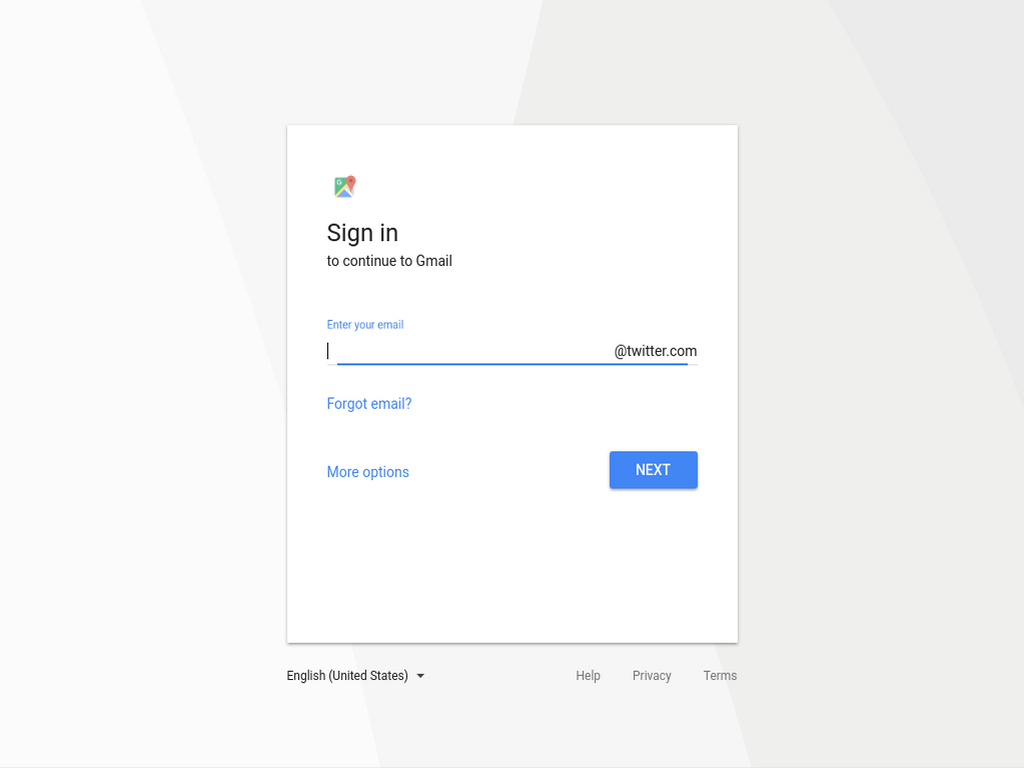 Sign in
to continue to Gmail
Enter your email
@twitter.com
Forgot email?
More options
NEXT
English (United States)
Help
Privacy
Terms